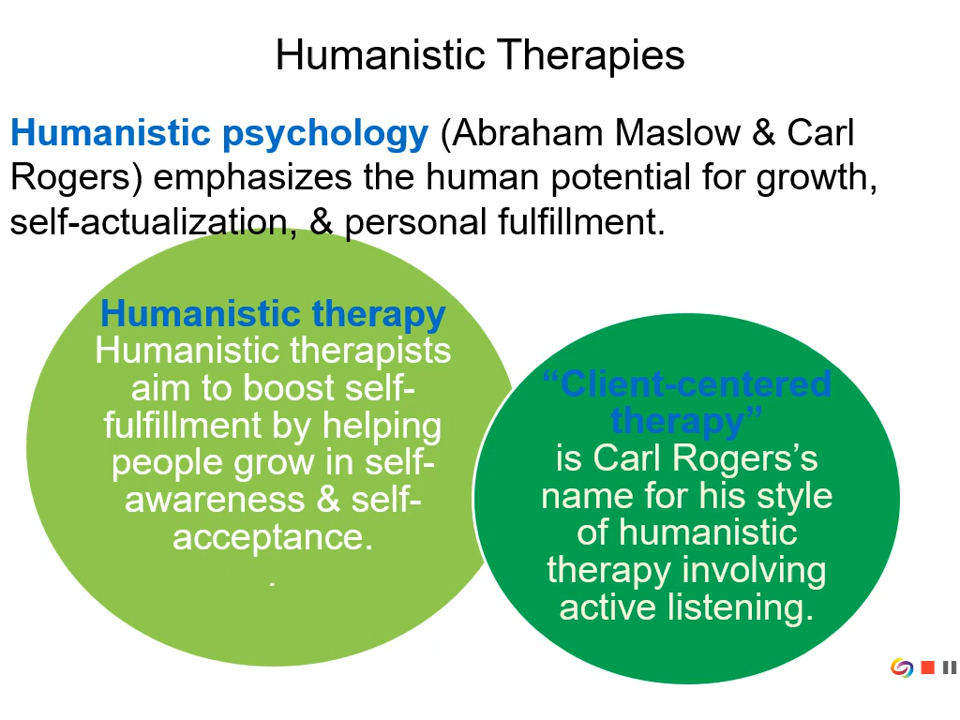 Humanistic Therapies
Humanistic psychology (Abraham Maslow & Carl
Rogers) emphasizes the human potential for growth,
self-actualization, & personal fulfillment.
Humanistic therapy
Humanistic therapists
aim to boost self-
fulfillment by helping
people grow in self-
awareness & self-
acceptance.
.
“Client-centered
therapy”
is Carl Rogers’s
name for his style
of humanistic
therapy involving
active listening.